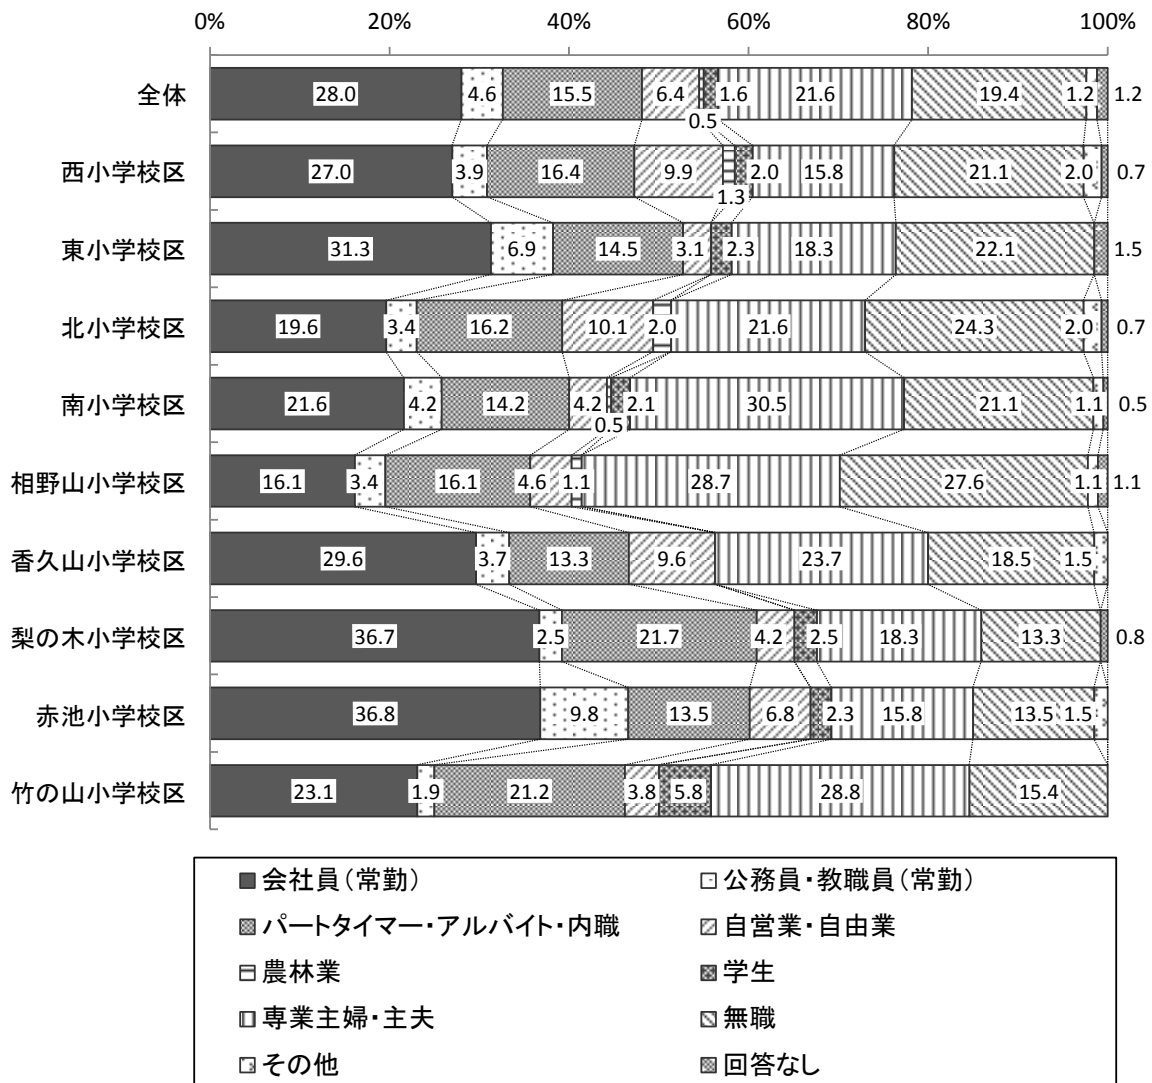 0% 20% 40% 60% 80% 100%
全体 28.0 4.6 15.5 6.4 0.5 1.6 21.6 19.4 1.2 1.2
西小学校区 27.0 3.9 16.4 9.9 1.3 2.0 15.8 21.1 2.0 0.7
東小学校区 31.3 6.9 14.5 3.1 2.3 18.3 22.1 1.5
北小学校区 19.6 3.4 16.2 10.1 2.0 21.6 24.3 2.0 0.7
南小学校区 21.6 4.2 14.2 4.2 0.5 2.1 30.5 21.1 1.1 0.5
相野山小学校区 16.1 3.4 16.1 4.6 1.1 28.7 27.6 1.1 1.1
香久山小学校区 29.6 3.7 13.3 9.6 23.7 18.5 1.5
梨の木小学校区 36.7 2.5 21.7 4.2 2.5 18.3 13.3 0.8
赤池小学校区 36.8 9.8 13.5 6.8 2.3 15.8 13.5 1.5
竹の山小学校区 23.1 1.9 21.2 3.8 5.8 28.8 15.4
会社員（常勤） 公務員・教職員（常勤）
パートタイマー・アルバイト・内職 自営業・自由業
農林業 学生
専業主婦・主夫 無職
その他 回答なし